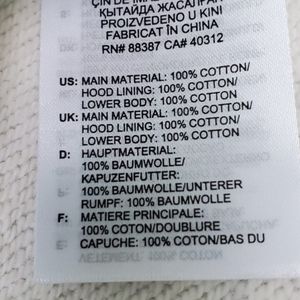 ҚЫТАЙДА ЖАСАЛҒАН
PROIZVEDENO U KINI
FABRICAT ÎN CHINA
RN# 88387 CA# 40312
US: MAIN MATERIAL: 100% COTTON/
HOOD LINING: 100% COTTON/
LOWER BODY: 100% COTTON
UK: MAIN MATERIAL: 100% COTTON/
HOOD LINING: 100% COTTON/
LOWER BODY: 100% COTTON
D: HAUPTMATERIAL:
100% BAUMWOLLE/
KAPUZENFUTTER:
100% BAUMWOLLE/UNTERER
RUMPF: 100% BAUMWOLLE
F: MATIERE PRINCIPALE:
100% COTON/DOUBLURE
CAPUCHE: 100% COTON/BAS DU